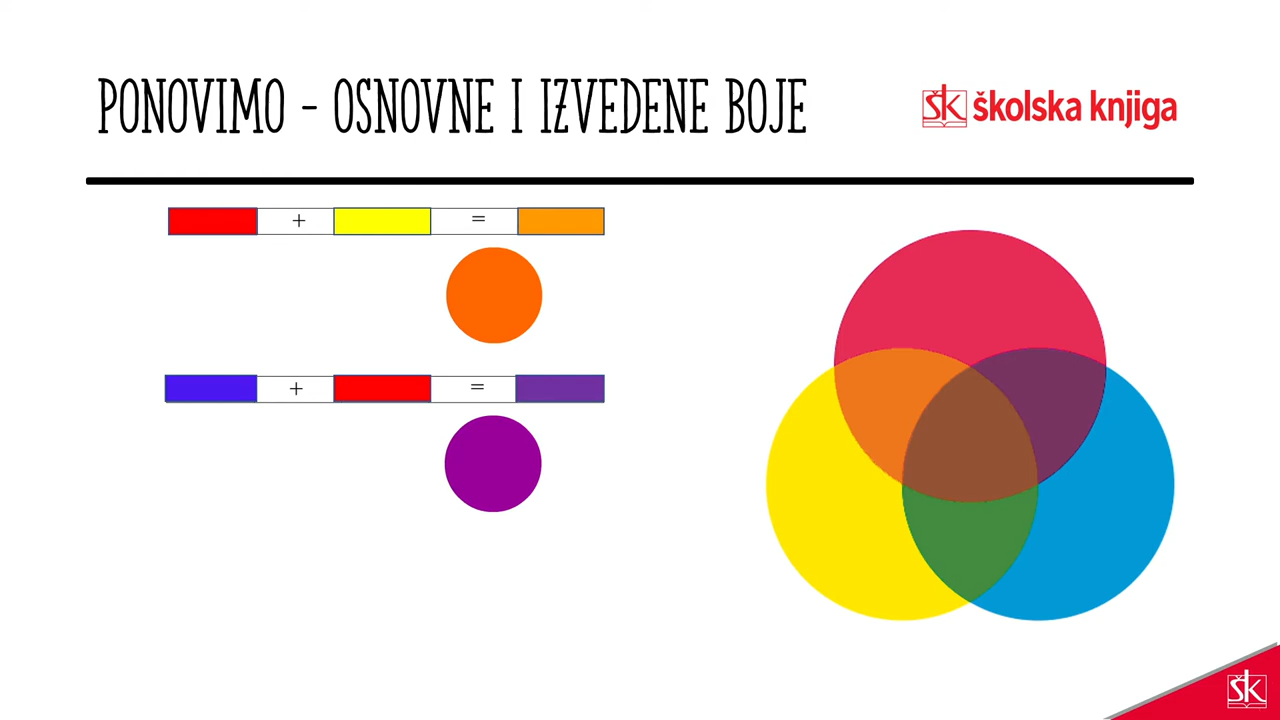 PONOVIMO - OSNOVNE I IZVEDENE BOJE
ŠK školska knjiga
+ =
+ =
ŠK